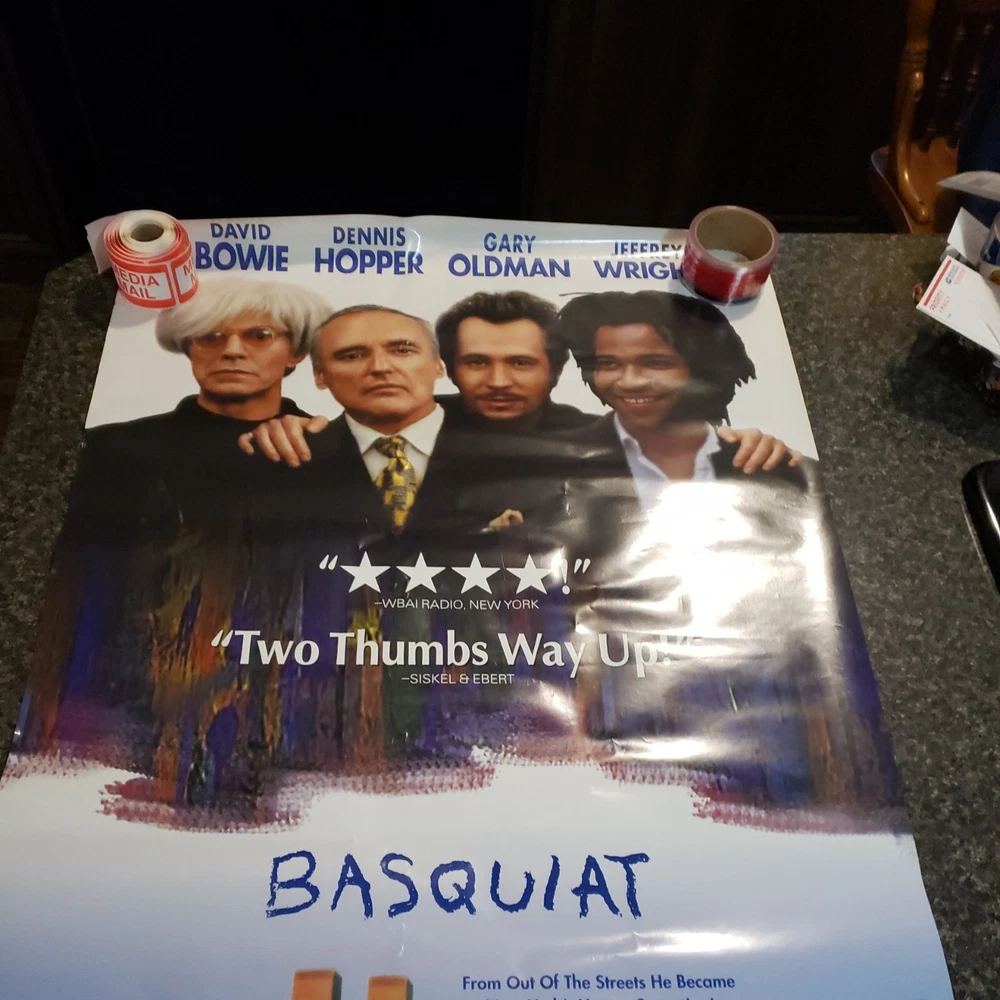 DAVID
BOWIE
DENNIS
HOPPER
GARY
OLDMAN
JEFFREY
WRIGH
MEDIA
MAIL
"★★★★!"
–WBAI RADIO, NEW YORK
"Two Thumbs Way Up!"
–SISKEL & EBERT
BASQUIAT
From Out Of The Streets He Became